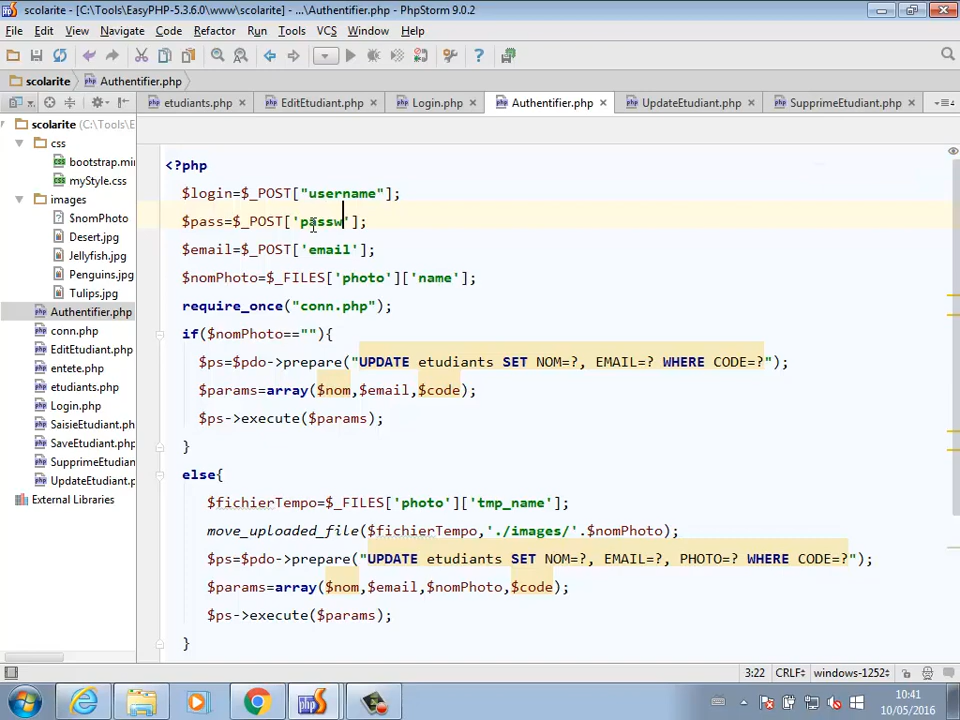 scolarite - [C:\Tools\EasyPHP-5.3.6.0\www\scolarite] - ...\Authentifier.php - PhpStorm 9.0.2
File Edit View Navigate Code Refactor Run Tools VCS Window Help
scolarite Authentifier.php
etudiants.php EditEtudiant.php Login.php Authentifier.php UpdateEtudiant.php SupprimeEtudiant.php
scolarite (C:\Tools\E
css
bootstrap.mi
myStyle.css
images
$nomPhoto
Desert.jpg
Jellyfish.jpg
Penguins.jpg
Tulips.jpg
Authentifier.php
conn.php
EditEtudiant.php
entete.php
etudiants.php
Login.php
SaisieEtudiant.ph
SaveEtudiant.php
SupprimeEtudian
UpdateEtudiant.p
External Libraries
<?php
$login=$_POST["username"];
$pass=$_POST['passw'];
$email=$_POST['email'];
$nomPhoto=$_FILES['photo']['name'];
require_once("conn.php");
if($nomPhoto==""){
$ps=$pdo->prepare("UPDATE etudiants SET NOM=?, EMAIL=? WHERE CODE=?");
$params=array($nom,$email,$code);
$ps->execute($params);
}
else{
$fichierTempo=$_FILES['photo']['tmp_name'];
move_uploaded_file($fichierTempo,'./images/'.$nomPhoto);
$ps=$pdo->prepare("UPDATE etudiants SET NOM=?, EMAIL=?, PHOTO=? WHERE CODE=?");
$params=array($nom,$email,$nomPhoto,$code);
$ps->execute($params);
}
3:22 CRLF÷ windows-1252÷
10:41
10/05/2016